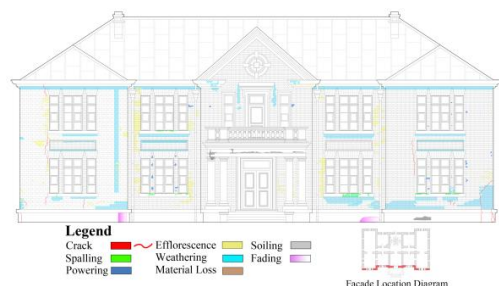 Legend
Crack Efflorescence Soiling
Spalling Weathering Fading
Powering Material Loss
Facade Location Diagram